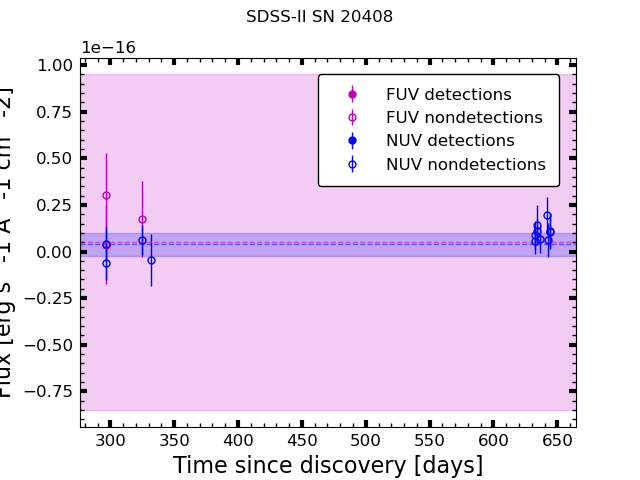 SDSS-II SN 20408
1e−16
1.00
0.75
0.50
0.25
0.00
−0.25
−0.50
−0.75
Flux [erg s -1 A -1 cm -2]
FUV detections
FUV nondetections
NUV detections
NUV nondetections
300 350 400 450 500 550 600 650
Time since discovery [days]